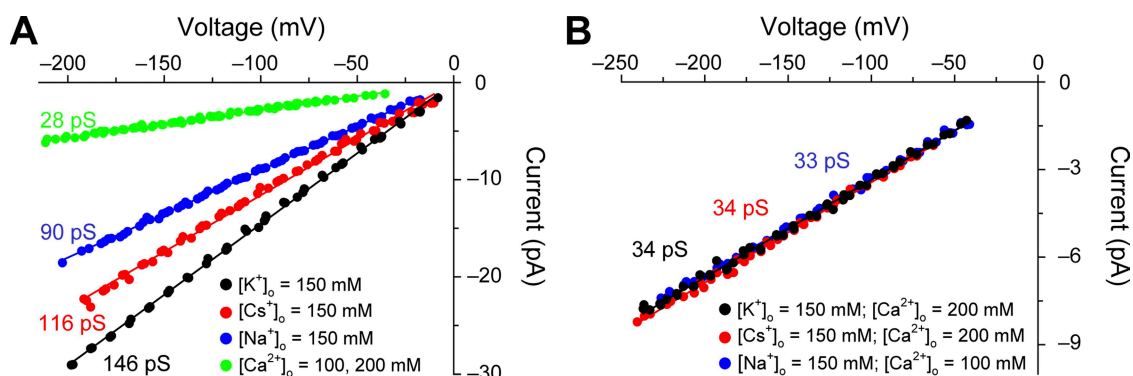 A
Voltage (mV)
−200 −150 −100 −50 0
0
−10
−20
−30
Current (pA)
28 pS
90 pS
116 pS
146 pS
[K⁺]ₒ = 150 mM
[Cs⁺]ₒ = 150 mM
[Na⁺]ₒ = 150 mM
[Ca²⁺]ₒ = 100, 200 mM
B
Voltage (mV)
−250 −200 −150 −100 −50 0
0
−3
−6
−9
Current (pA)
33 pS
34 pS
34 pS
[K⁺]ₒ = 150 mM; [Ca²⁺]ₒ = 200 mM
[Cs⁺]ₒ = 150 mM; [Ca²⁺]ₒ = 200 mM
[Na⁺]ₒ = 150 mM; [Ca²⁺]ₒ = 100 mM